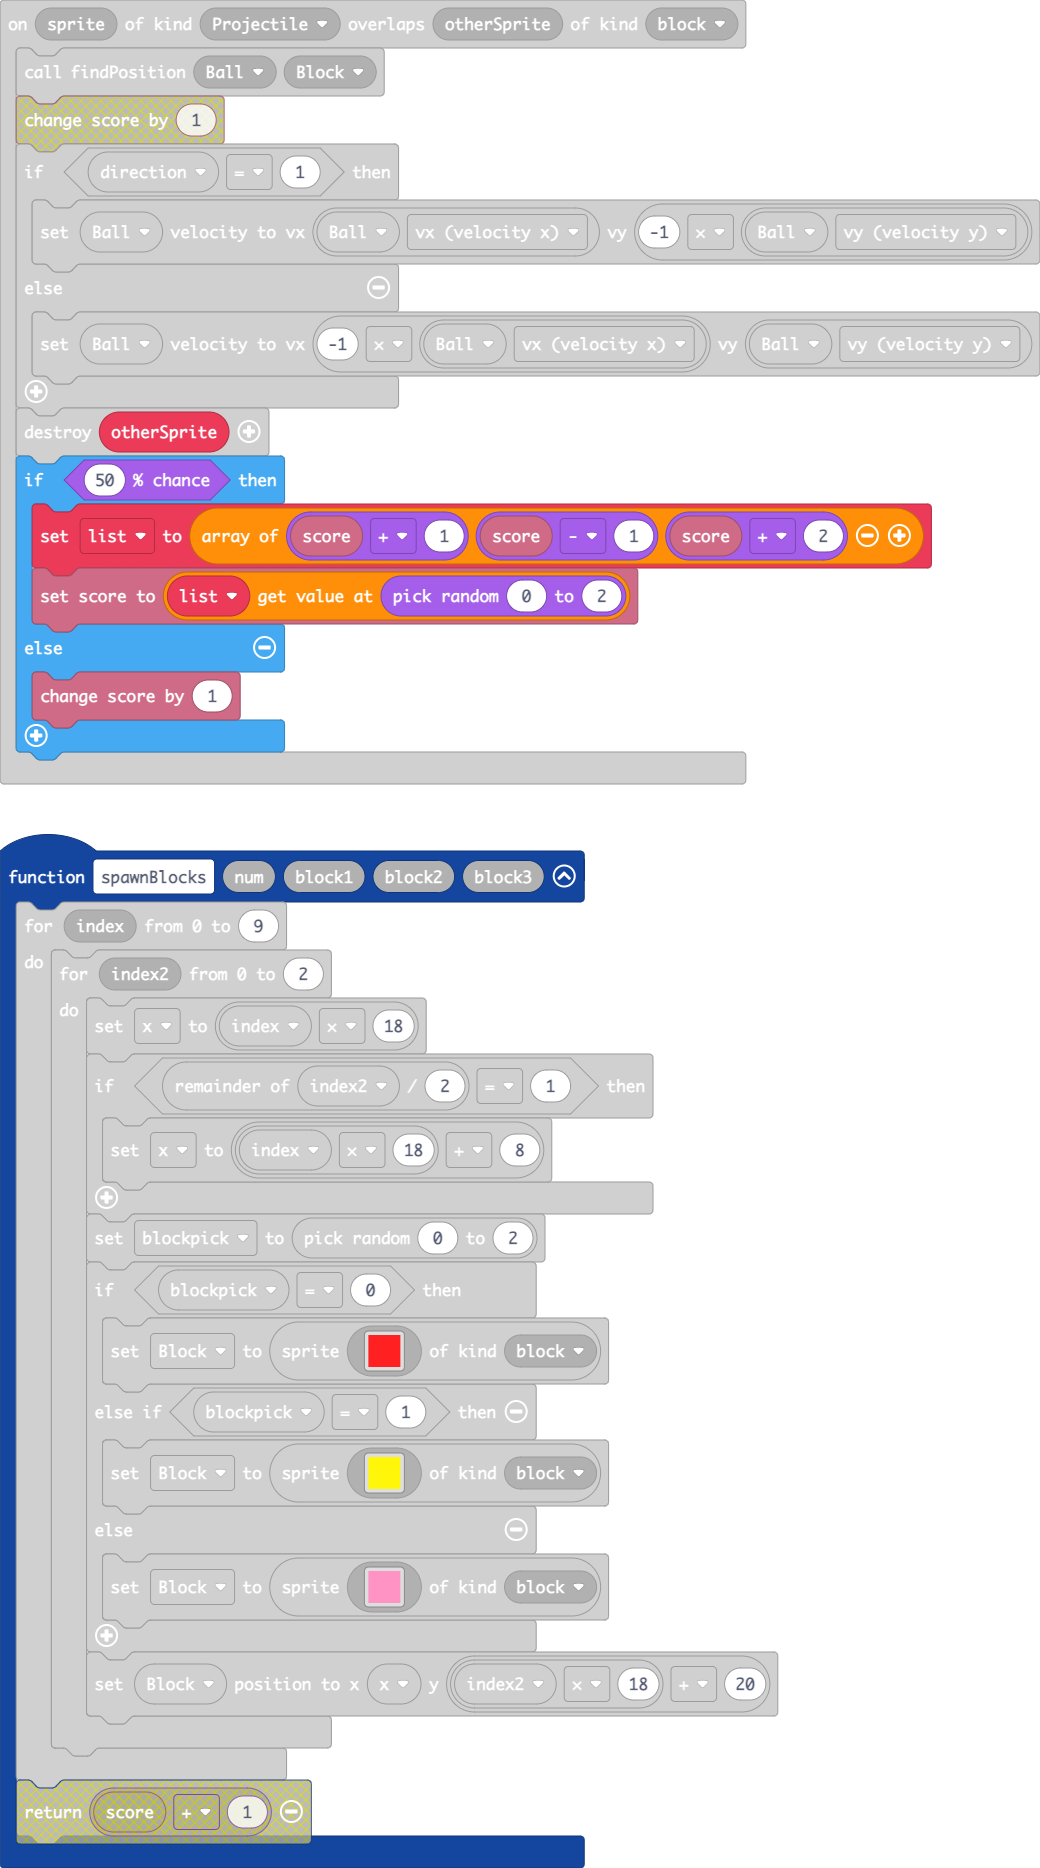 on sprite of kind Projectile overlaps otherSprite of kind block
call findPosition Ball Block
change score by 1
if direction = 1 then
set Ball velocity to vx Ball vx (velocity x) vy -1 × Ball vy (velocity y)
else
set Ball velocity to vx -1 × Ball vx (velocity x) vy Ball vy (velocity y)
destroy otherSprite
if 50 % chance then
set list to array of score + 1 score - 1 score + 2
set score to list get value at pick random 0 to 2
else
change score by 1
function spawnBlocks num block1 block2 block3
for index from 0 to 9
do for index2 from 0 to 2
do set x to index × 18
if remainder of index2 / 2 = 1 then
set x to index × 18 + 8
set blockpick to pick random 0 to 2
if blockpick = 0 then
set Block to sprite of kind block
else if blockpick = 1 then
set Block to sprite of kind block
else
set Block to sprite of kind block
set Block position to x x y index2 × 18 + 20
return score + 1